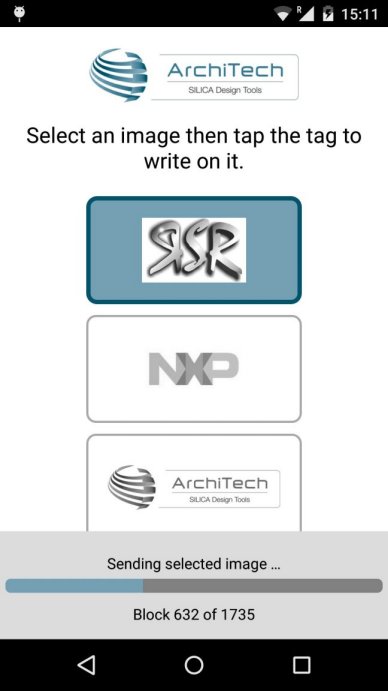 R
15:11
ArchiTech
SILICA Design Tools
Select an image then tap the tag to
write on it.
RSR
NXP
ArchiTech
SILICA Design Tools
Sending selected image ...
Block 632 of 1735